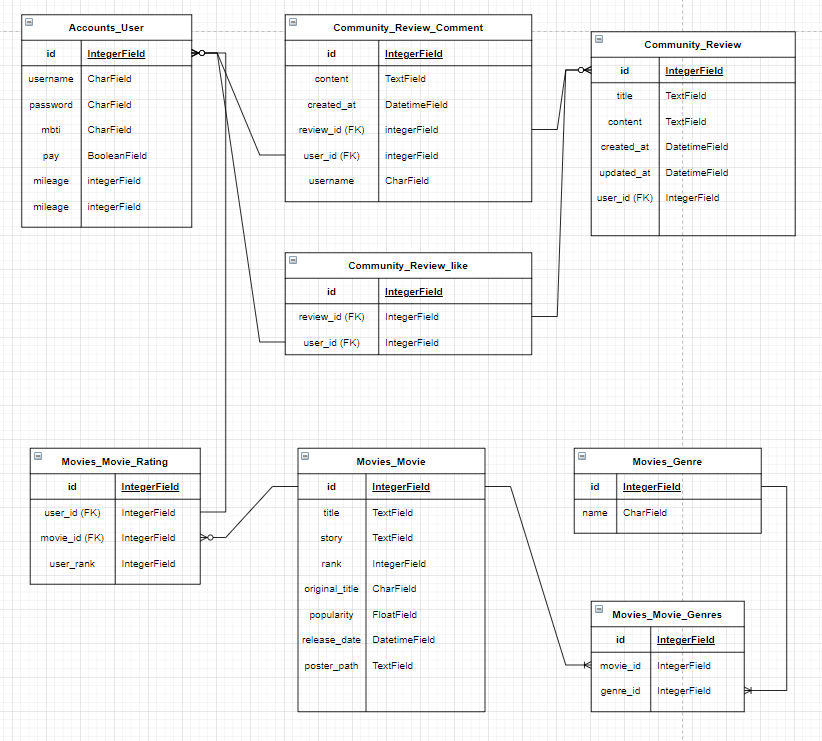 Accounts_User
id IntegerField
username CharField
password CharField
mbti CharField
pay BooleanField
mileage integerField
mileage integerField
Community_Review_Comment
id IntegerField
content TextField
created_at DatetimeField
review_id (FK) integerField
user_id (FK) integerField
username CharField
Community_Review
id IntegerField
title TextField
content TextField
created_at DatetimeField
updated_at DatetimeField
user_id (FK) IntegerField
Community_Review_like
id IntegerField
review_id (FK) IntegerField
user_id (FK) IntegerField
Movies_Movie_Rating
id IntegerField
user_id (FK) IntegerField
movie_id (FK) IntegerField
user_rank IntegerField
Movies_Movie
id IntegerField
title TextField
story TextField
rank IntegerField
original_title CharField
popularity FloatField
release_date DatetimeField
poster_path TextField
Movies_Genre
id IntegerField
name CharField
Movies_Movie_Genres
id IntegerField
movie_id IntegerField
genre_id IntegerField